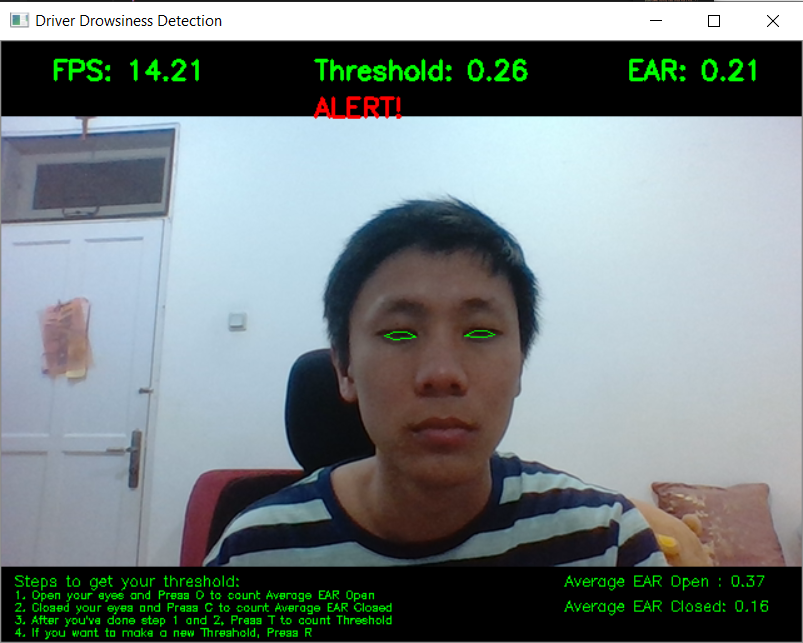 Driver Drowsiness Detection
FPS: 14.21 Threshold: 0.26 EAR: 0.21
ALERT!
Steps to get your threshold:
1. Open your eyes and Press O to count Average EAR Open
2. Closed your eyes and Press C to count Average EAR Closed
3. After you've done step 1 and 2, Press T to count Threshold
4. If you want to make a new Threshold, Press R
Average EAR Open : 0.37
Average EAR Closed: 0.16